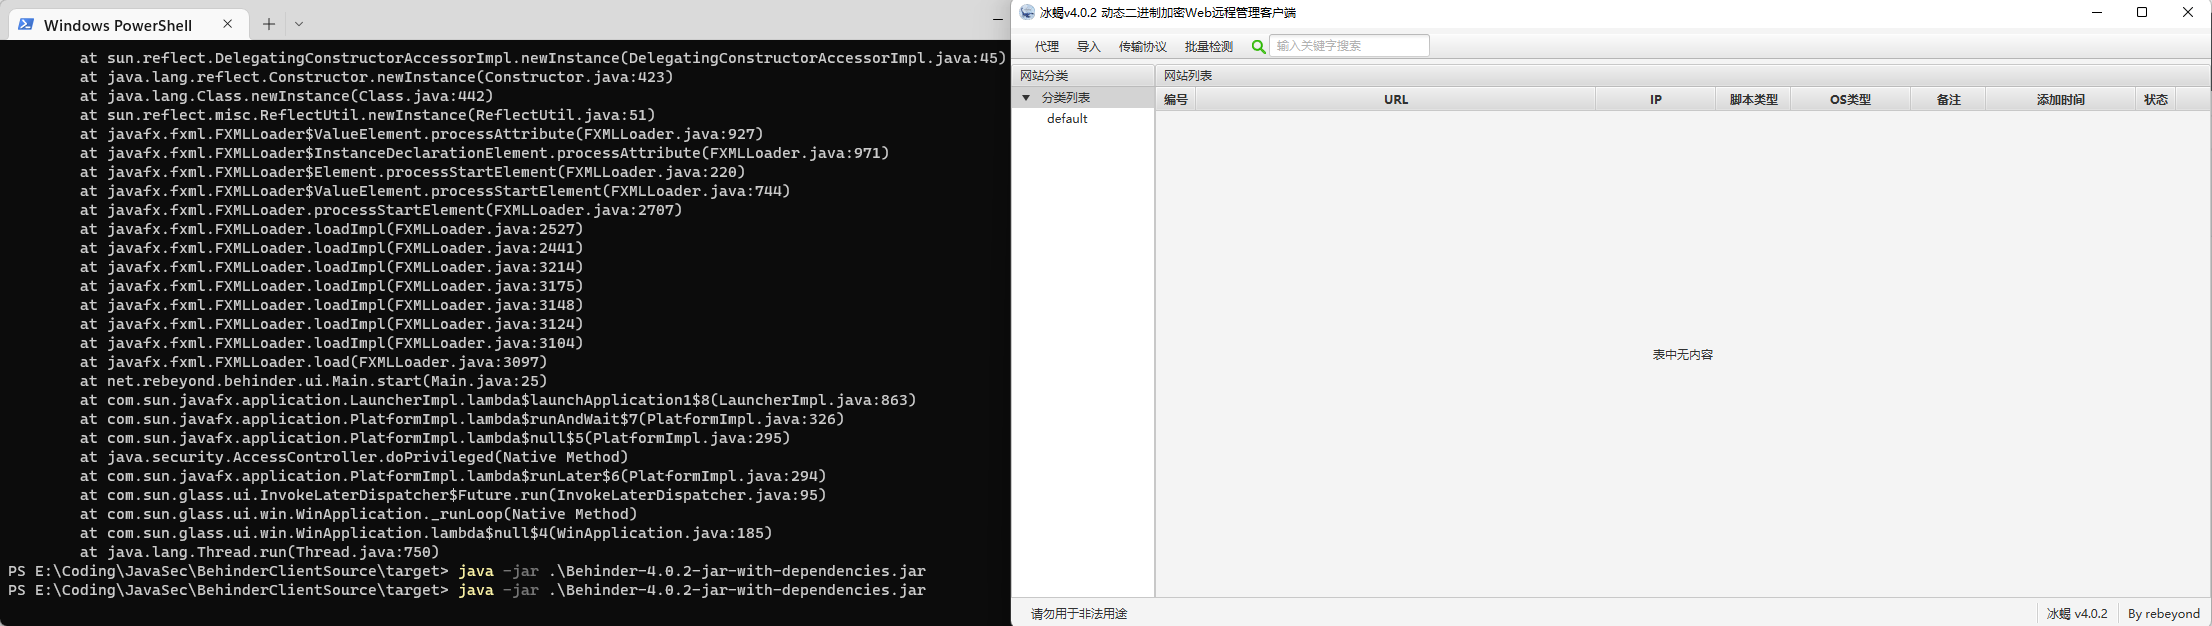 Windows PowerShell
at sun.reflect.DelegatingConstructorAccessorImpl.newInstance(DelegatingConstructorAccessorImpl.java:45)
at java.lang.reflect.Constructor.newInstance(Constructor.java:423)
at java.lang.Class.newInstance(Class.java:442)
at sun.reflect.misc.ReflectUtil.newInstance(ReflectUtil.java:51)
at javafx.fxml.FXMLLoader$ValueElement.processAttribute(FXMLLoader.java:927)
at javafx.fxml.FXMLLoader$InstanceDeclarationElement.processAttribute(FXMLLoader.java:971)
at javafx.fxml.FXMLLoader$Element.processStartElement(FXMLLoader.java:220)
at javafx.fxml.FXMLLoader$ValueElement.processStartElement(FXMLLoader.java:744)
at javafx.fxml.FXMLLoader.processStartElement(FXMLLoader.java:2707)
at javafx.fxml.FXMLLoader.loadImpl(FXMLLoader.java:2527)
at javafx.fxml.FXMLLoader.loadImpl(FXMLLoader.java:2441)
at javafx.fxml.FXMLLoader.loadImpl(FXMLLoader.java:3214)
at javafx.fxml.FXMLLoader.loadImpl(FXMLLoader.java:3175)
at javafx.fxml.FXMLLoader.loadImpl(FXMLLoader.java:3148)
at javafx.fxml.FXMLLoader.loadImpl(FXMLLoader.java:3124)
at javafx.fxml.FXMLLoader.loadImpl(FXMLLoader.java:3104)
at javafx.fxml.FXMLLoader.load(FXMLLoader.java:3097)
at net.rebeyond.behinder.ui.Main.start(Main.java:25)
at com.sun.javafx.application.LauncherImpl.lambda$launchApplication1$8(LauncherImpl.java:863)
at com.sun.javafx.application.PlatformImpl.lambda$runAndWait$7(PlatformImpl.java:326)
at com.sun.javafx.application.PlatformImpl.lambda$null$5(PlatformImpl.java:295)
at java.security.AccessController.doPrivileged(Native Method)
at com.sun.javafx.application.PlatformImpl.lambda$runLater$6(PlatformImpl.java:294)
at com.sun.glass.ui.InvokeLaterDispatcher$Future.run(InvokeLaterDispatcher.java:95)
at com.sun.glass.ui.win.WinApplication._runLoop(Native Method)
at com.sun.glass.ui.win.WinApplication.lambda$null$4(WinApplication.java:185)
at java.lang.Thread.run(Thread.java:750)
PS E:\Coding\JavaSec\BehinderClientSource\target> java -jar .\Behinder-4.0.2-jar-with-dependencies.jar
PS E:\Coding\JavaSec\BehinderClientSource\target> java -jar .\Behinder-4.0.2-jar-with-dependencies.jar
冰蝎v4.0.2 动态二进制加密Web远程管理客户端
代理 导入 传输协议 批量检测 输入关键字搜索
网站分类
分类列表
default
网站列表
编号 URL IP 脚本类型 OS类型 备注 添加时间 状态
表中无内容
请勿用于非法用途
冰蝎 v4.0.2 By rebeyond